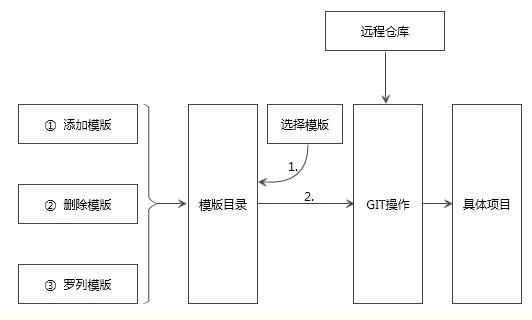 远程仓库
① 添加模版
选择模版
1.
② 删除模版
模版目录
2.
GIT操作
具体项目
③ 罗列模版